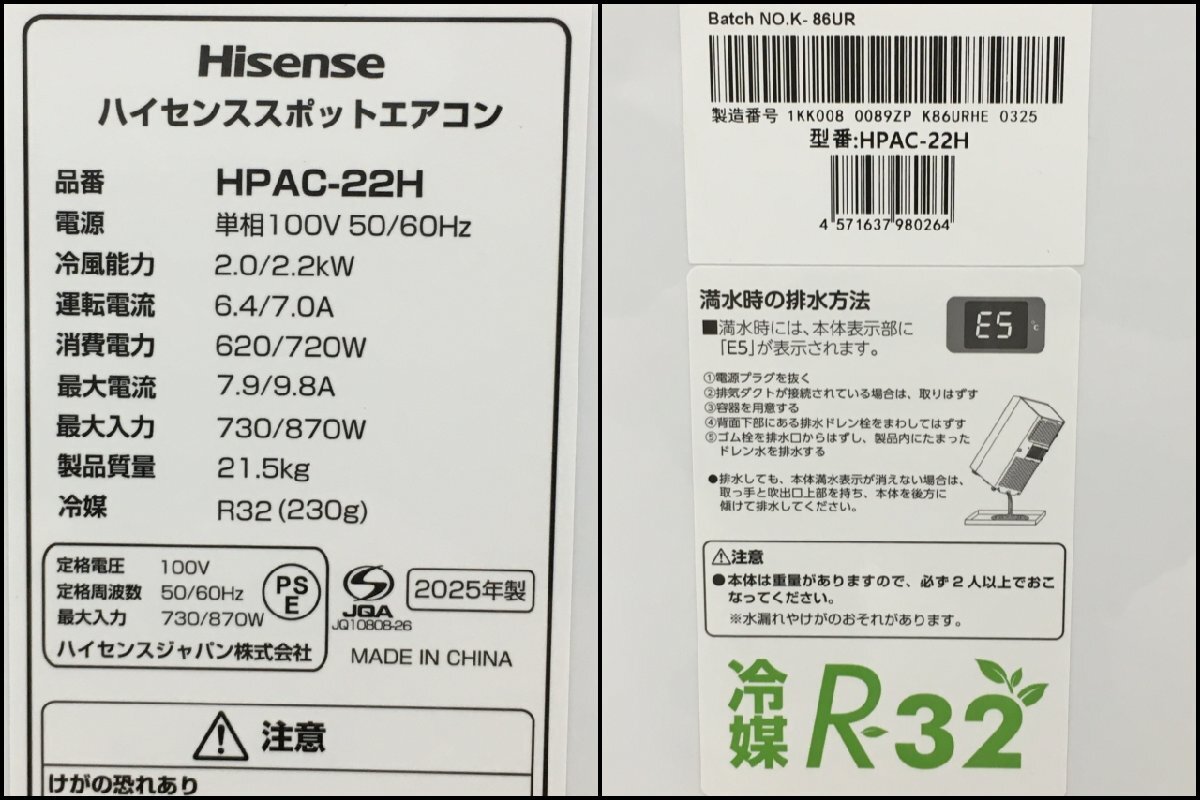 Hisense
ハイセンススポットエアコン
品番 HPAC-22H
電源 単相100V 50/60Hz
冷風能力 2.0/2.2kW
運転電流 6.4/7.0A
消費電力 620/720W
最大電流 7.9/9.8A
最大入力 730/870W
製品質量 21.5kg
冷媒 R32 (230g)
定格電圧 100V
定格周波数 50/60Hz
最大入力 730/870W
ハイセンスジャパン株式会社
PS
E
JQA
JQ1080B-26
2025年製
MADE IN CHINA
注意
けがの恐れあり
Batch NO.K- 86UR
製造番号 1KK008 0089ZP K86URHE 0325
型番:HPAC-22H
4 571637 980264
満水時の排水方法
■満水時には、本体表示部に
「E5」が表示されます。
E5
℃
①電源プラグを抜く
②排気ダクトが接続されている場合は、取りはずす
③容器を用意する
④背面下部にある排水ドレン栓をまわしてはずす
⑤ゴム栓を排水口からはずし、製品内にたまった
ドレン水を排水する
●排水しても、本体満水表示が消えない場合は、
取っ手と吹出口上部を持ち、本体を後方に
傾けて排水してください。
注意
●本体は重量がありますので、必ず2人以上でおこ
なってください。
※水漏れやけがのおそれがあります。
冷媒 R-32